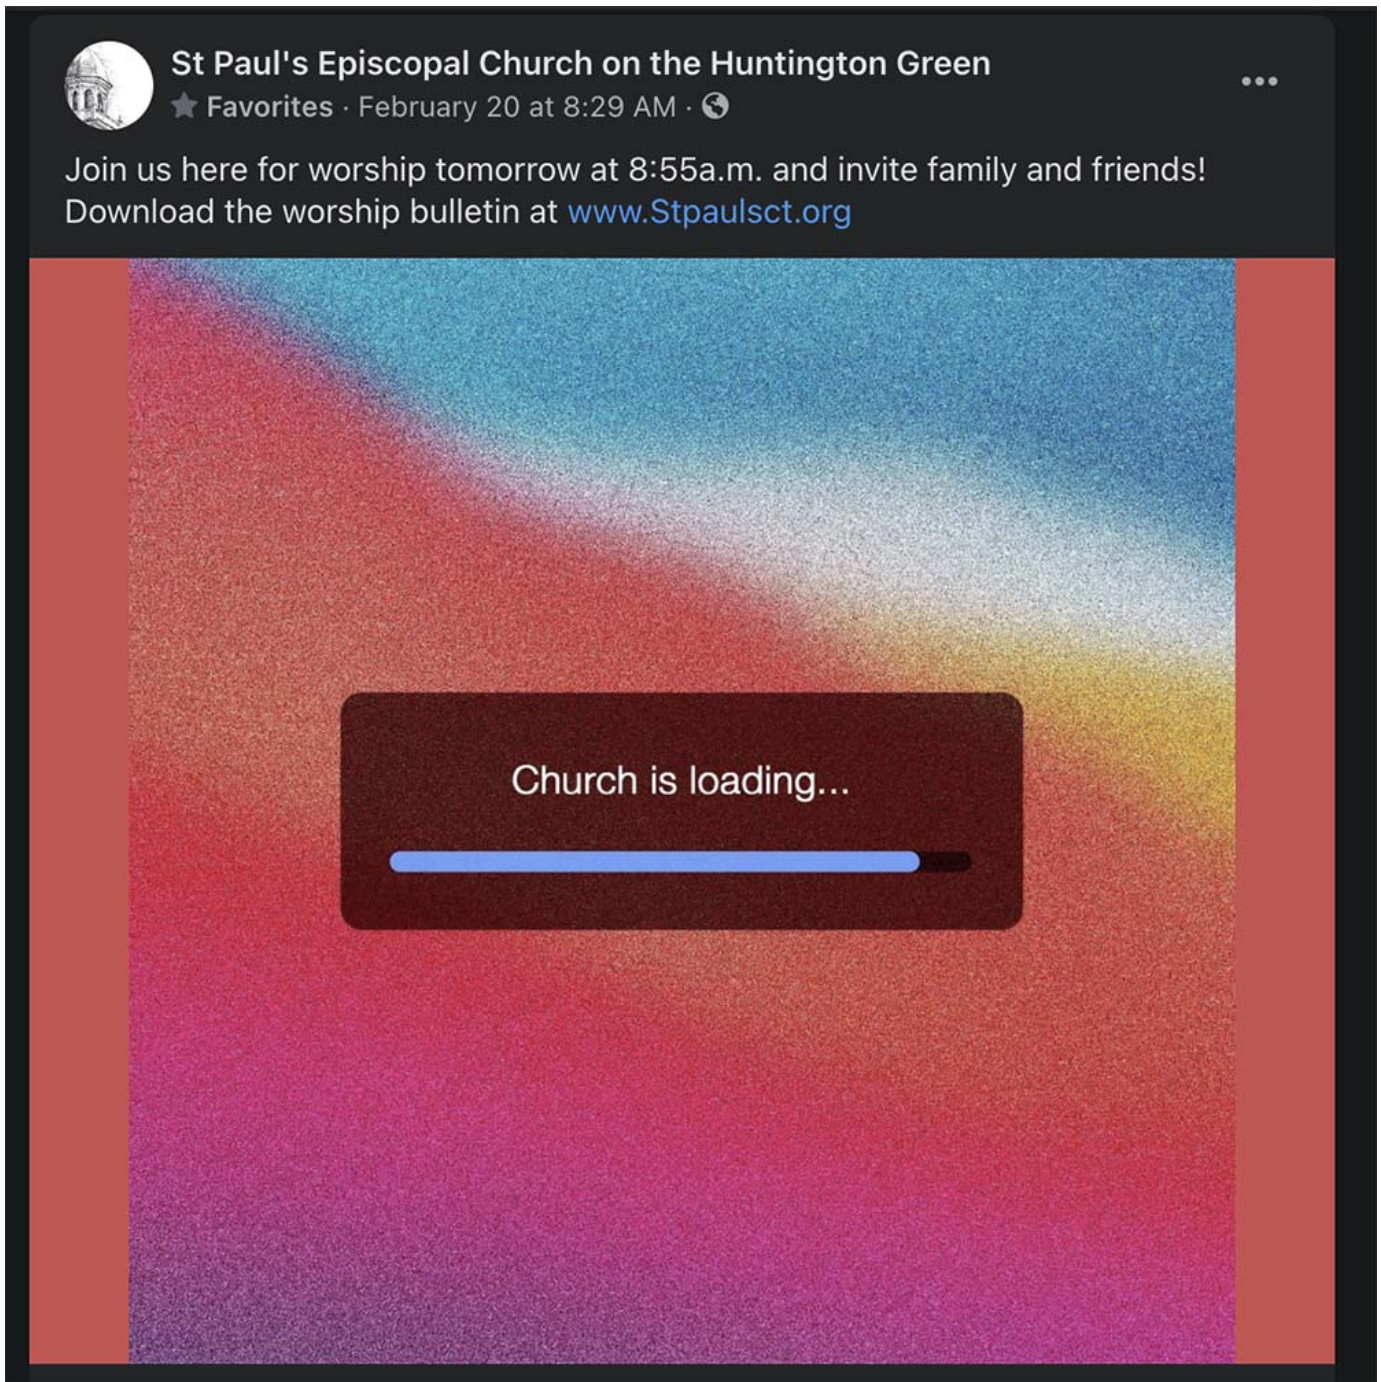 St Paul's Episcopal Church on the Huntington Green
Favorites · February 20 at 8:29 AM ·
Join us here for worship tomorrow at 8:55a.m. and invite family and friends!
Download the worship bulletin at www.Stpaulsct.org
Church is loading...